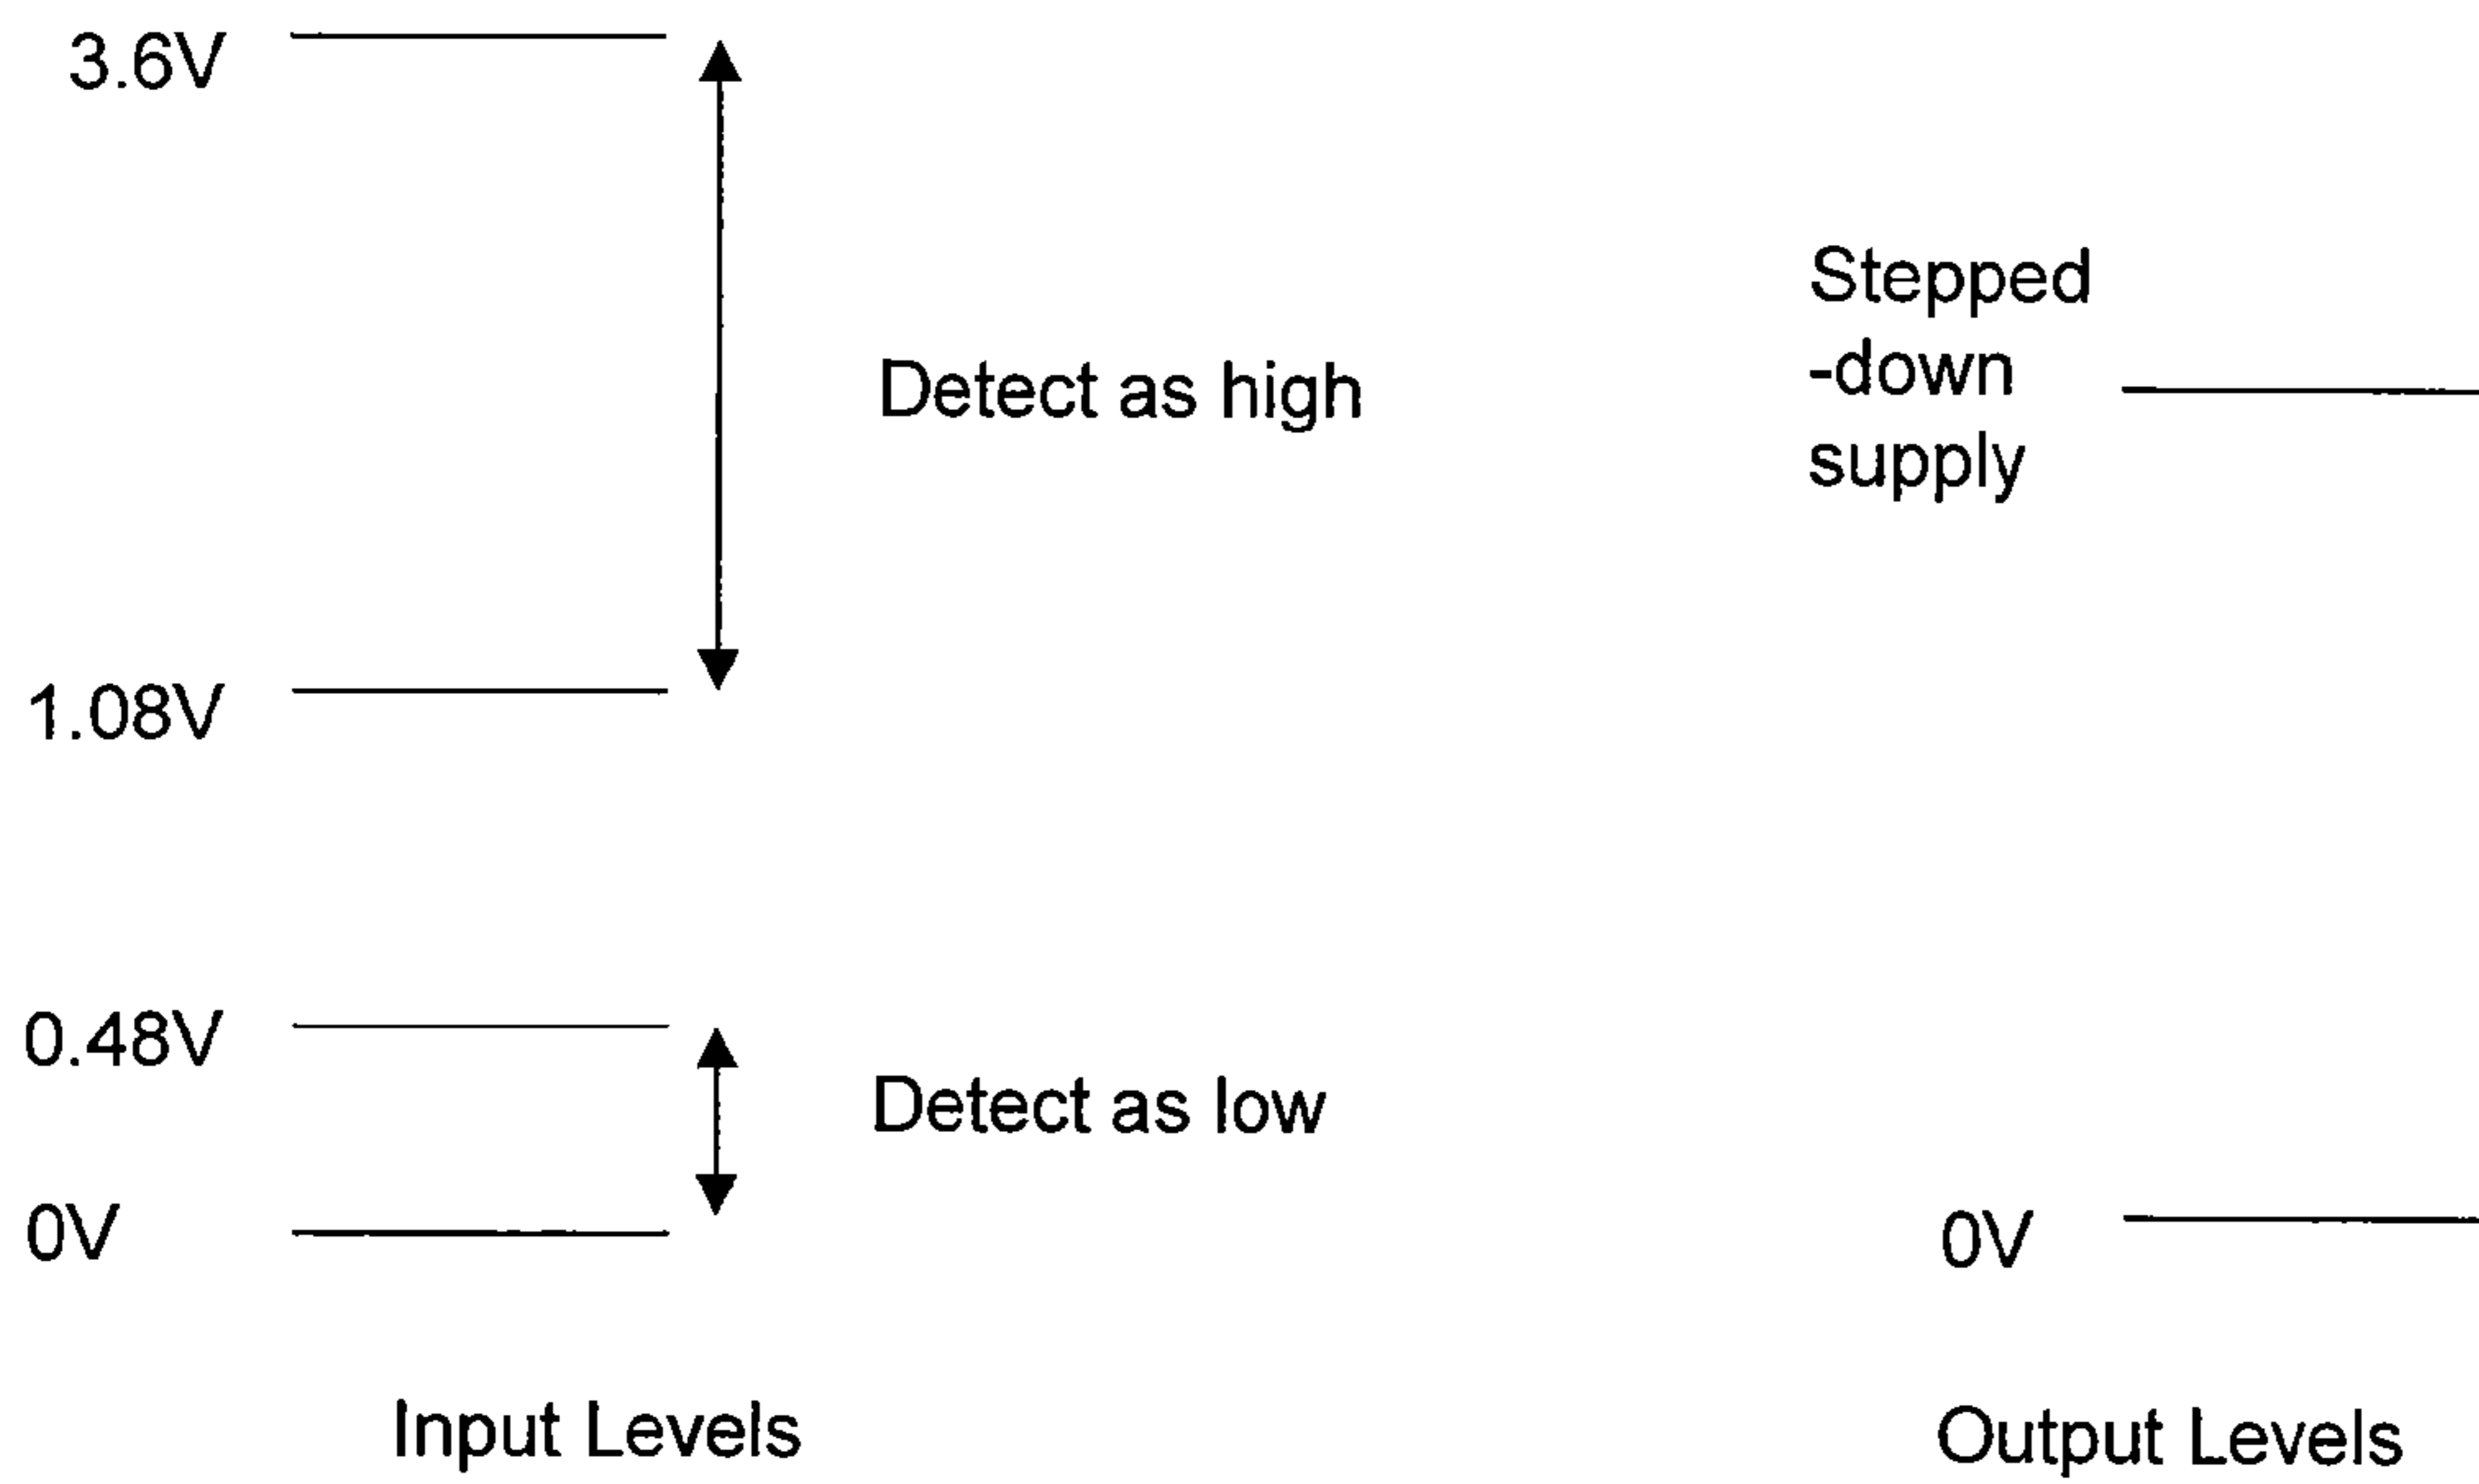 3.6V
Detect as high
1.08V
0.48V
Detect as low
0V
Input Levels
Stepped
-down
supply
0V
Output Levels